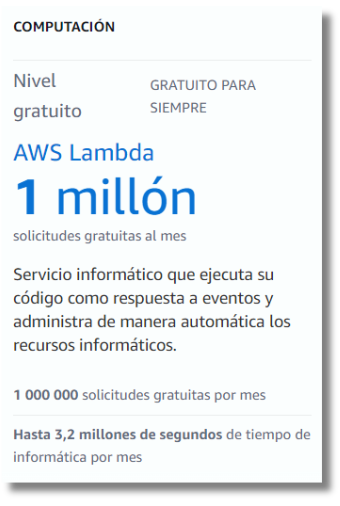 COMPUTACIÓN
Nivel gratuito
GRATUITO PARA SIEMPRE
AWS Lambda
1 millón
solicitudes gratuitas al mes
Servicio informático que ejecuta su
código como respuesta a eventos y
administra de manera automática los
recursos informáticos.
1 000 000 solicitudes gratuitas por mes
Hasta 3,2 millones de segundos de tiempo de
informática por mes